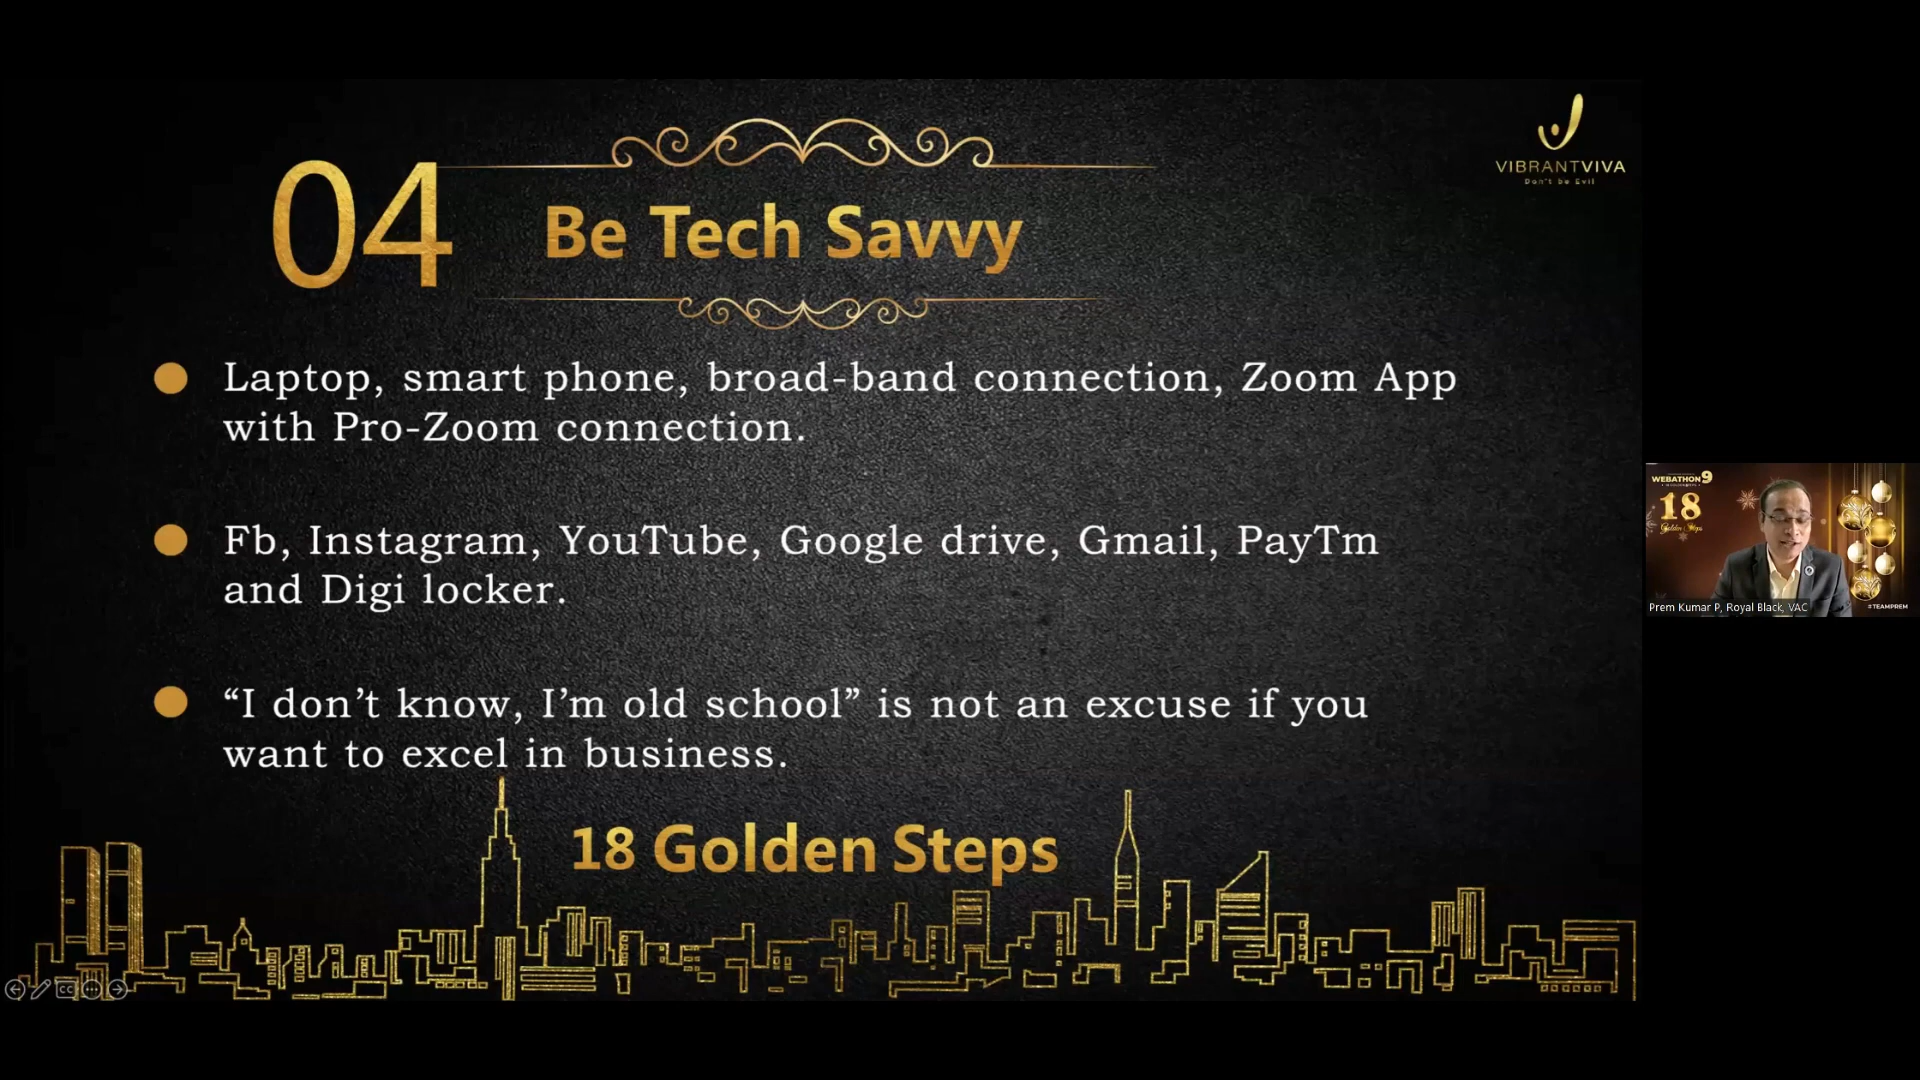 04
Be Tech Savvy
VIBRANTVIVA
Don't be Evil
Laptop, smart phone, broad-band connection, Zoom App
with Pro-Zoom connection.
Fb, Instagram, YouTube, Google drive, Gmail, PayTm
and Digi locker.
“I don’t know, I’m old school” is not an excuse if you
want to excel in business.
18 Golden Steps
WEBATHON 9
18
Golden Steps
#TEAMPREM
Prem Kumar P, Royal Black, VAC
CC